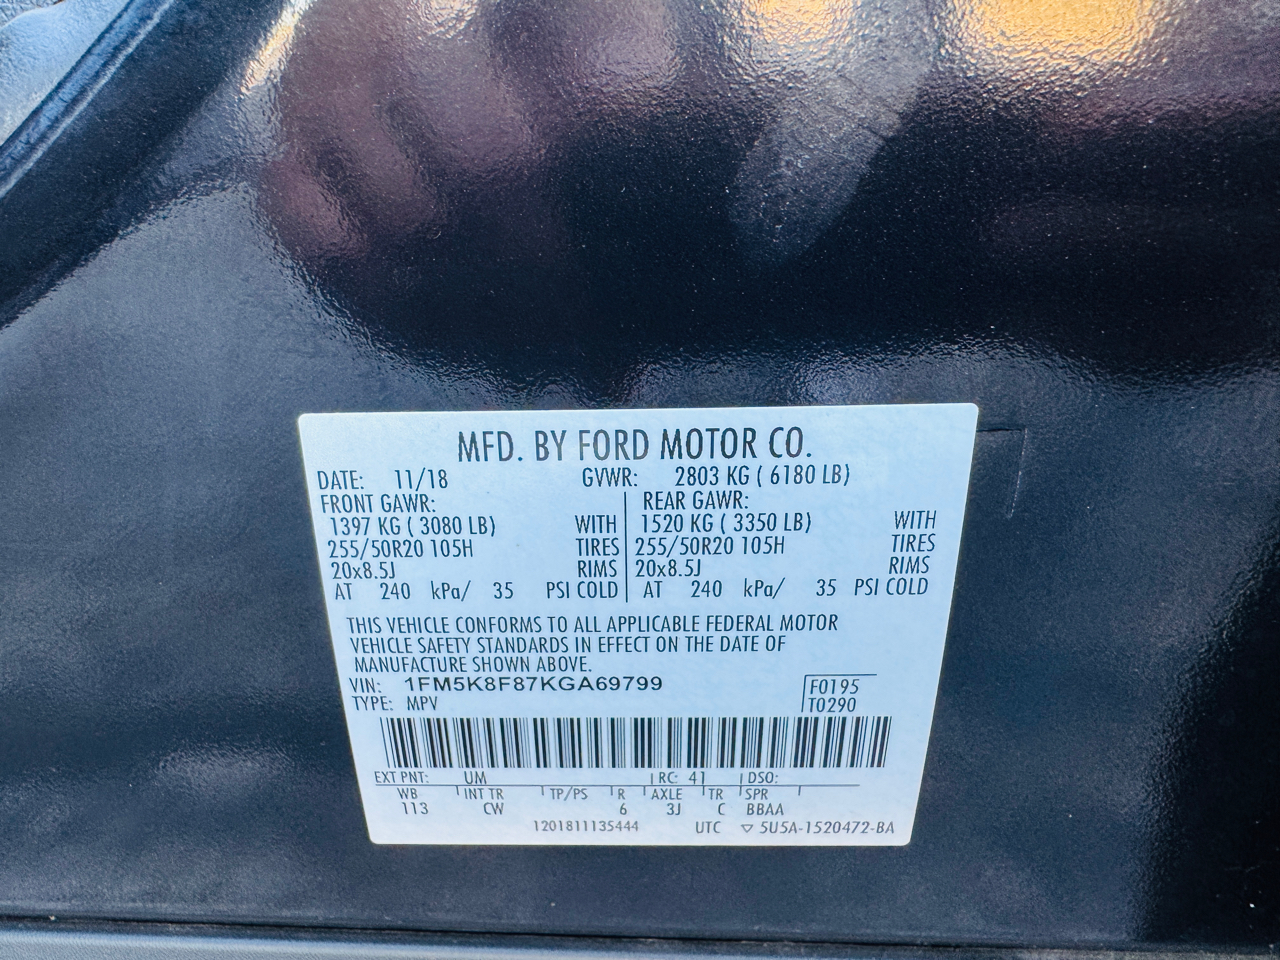 MFD. BY FORD MOTOR CO.
DATE: 11/18 GVWR: 2803 KG ( 6180 LB)
FRONT GAWR: REAR GAWR:
1397 KG ( 3080 LB) WITH 1520 KG ( 3350 LB) WITH
255/50R20 105H TIRES 255/50R20 105H TIRES
20x8.5J RIMS 20x8.5J RIMS
AT 240 kPa/ 35 PSI COLD AT 240 kPa/ 35 PSI COLD
THIS VEHICLE CONFORMS TO ALL APPLICABLE FEDERAL MOTOR
VEHICLE SAFETY STANDARDS IN EFFECT ON THE DATE OF
MANUFACTURE SHOWN ABOVE.
VIN: 1FM5K8F87KGA69799 F0195
TYPE: MPV T0290
EXT PNT: UM RC: 41 DSO:
WB INT TR TP/PS R AXLE TR SPR
113 CW 6 3J C BBAA
1201811135444 UTC ▽ 5U5A-1520472-BA